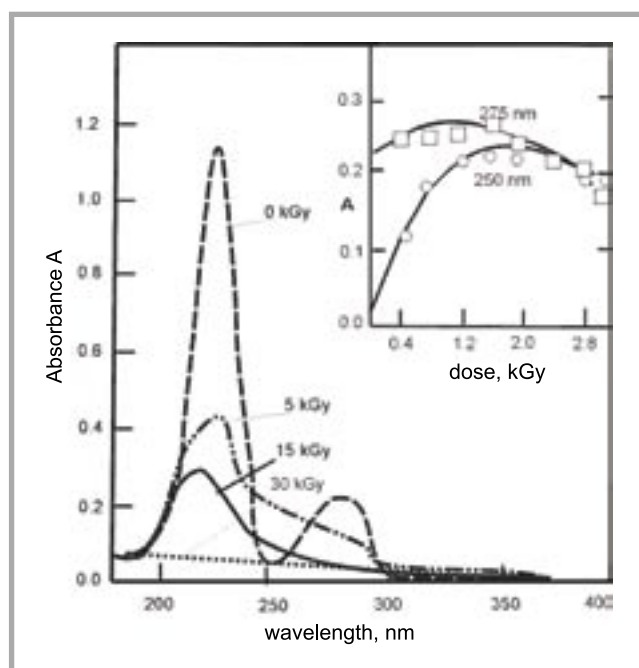 Absorbance A
1.2
1.0
0.8
0.6
0.4
0.2
0.0
200
250
300
350
400
wavelength, nm
0 kGy
5 kGy
15 kGy
30 kGy
A
0.3
0.2
0.1
0.0
0.4
1.2
2.0
2.8
dose, kGy
275 nm
250 nm